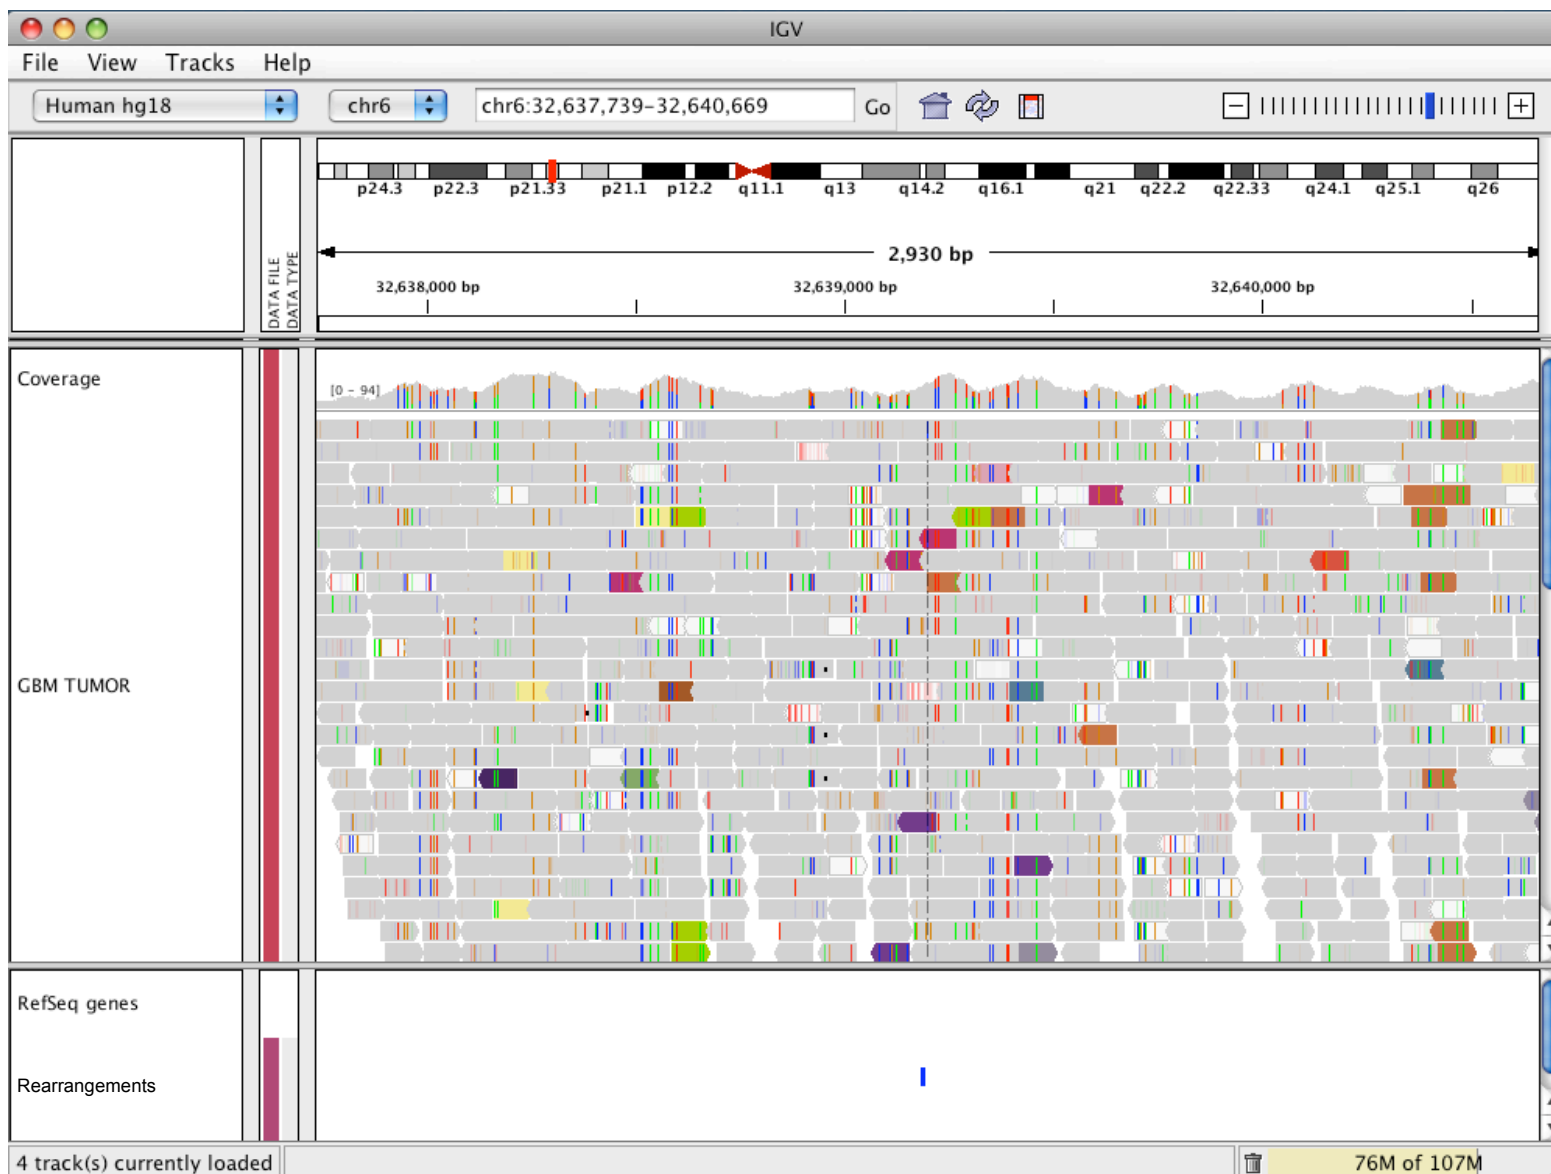 IGV
File View Tracks Help
Human hg18 chr6 chr6:32,637,739-32,640,669 Go
p24.3 p22.3 p21.33 p21.1 p12.2 q11.1 q13 q14.2 q16.1 q21 q22.2 q22.33 q24.1 q25.1 q26
2,930 bp
32,638,000 bp 32,639,000 bp 32,640,000 bp
DATA FILE
DATA TYPE
Coverage
[0 - 94]
GBM TUMOR
RefSeq genes
Rearrangements
4 track(s) currently loaded 76M of 107M